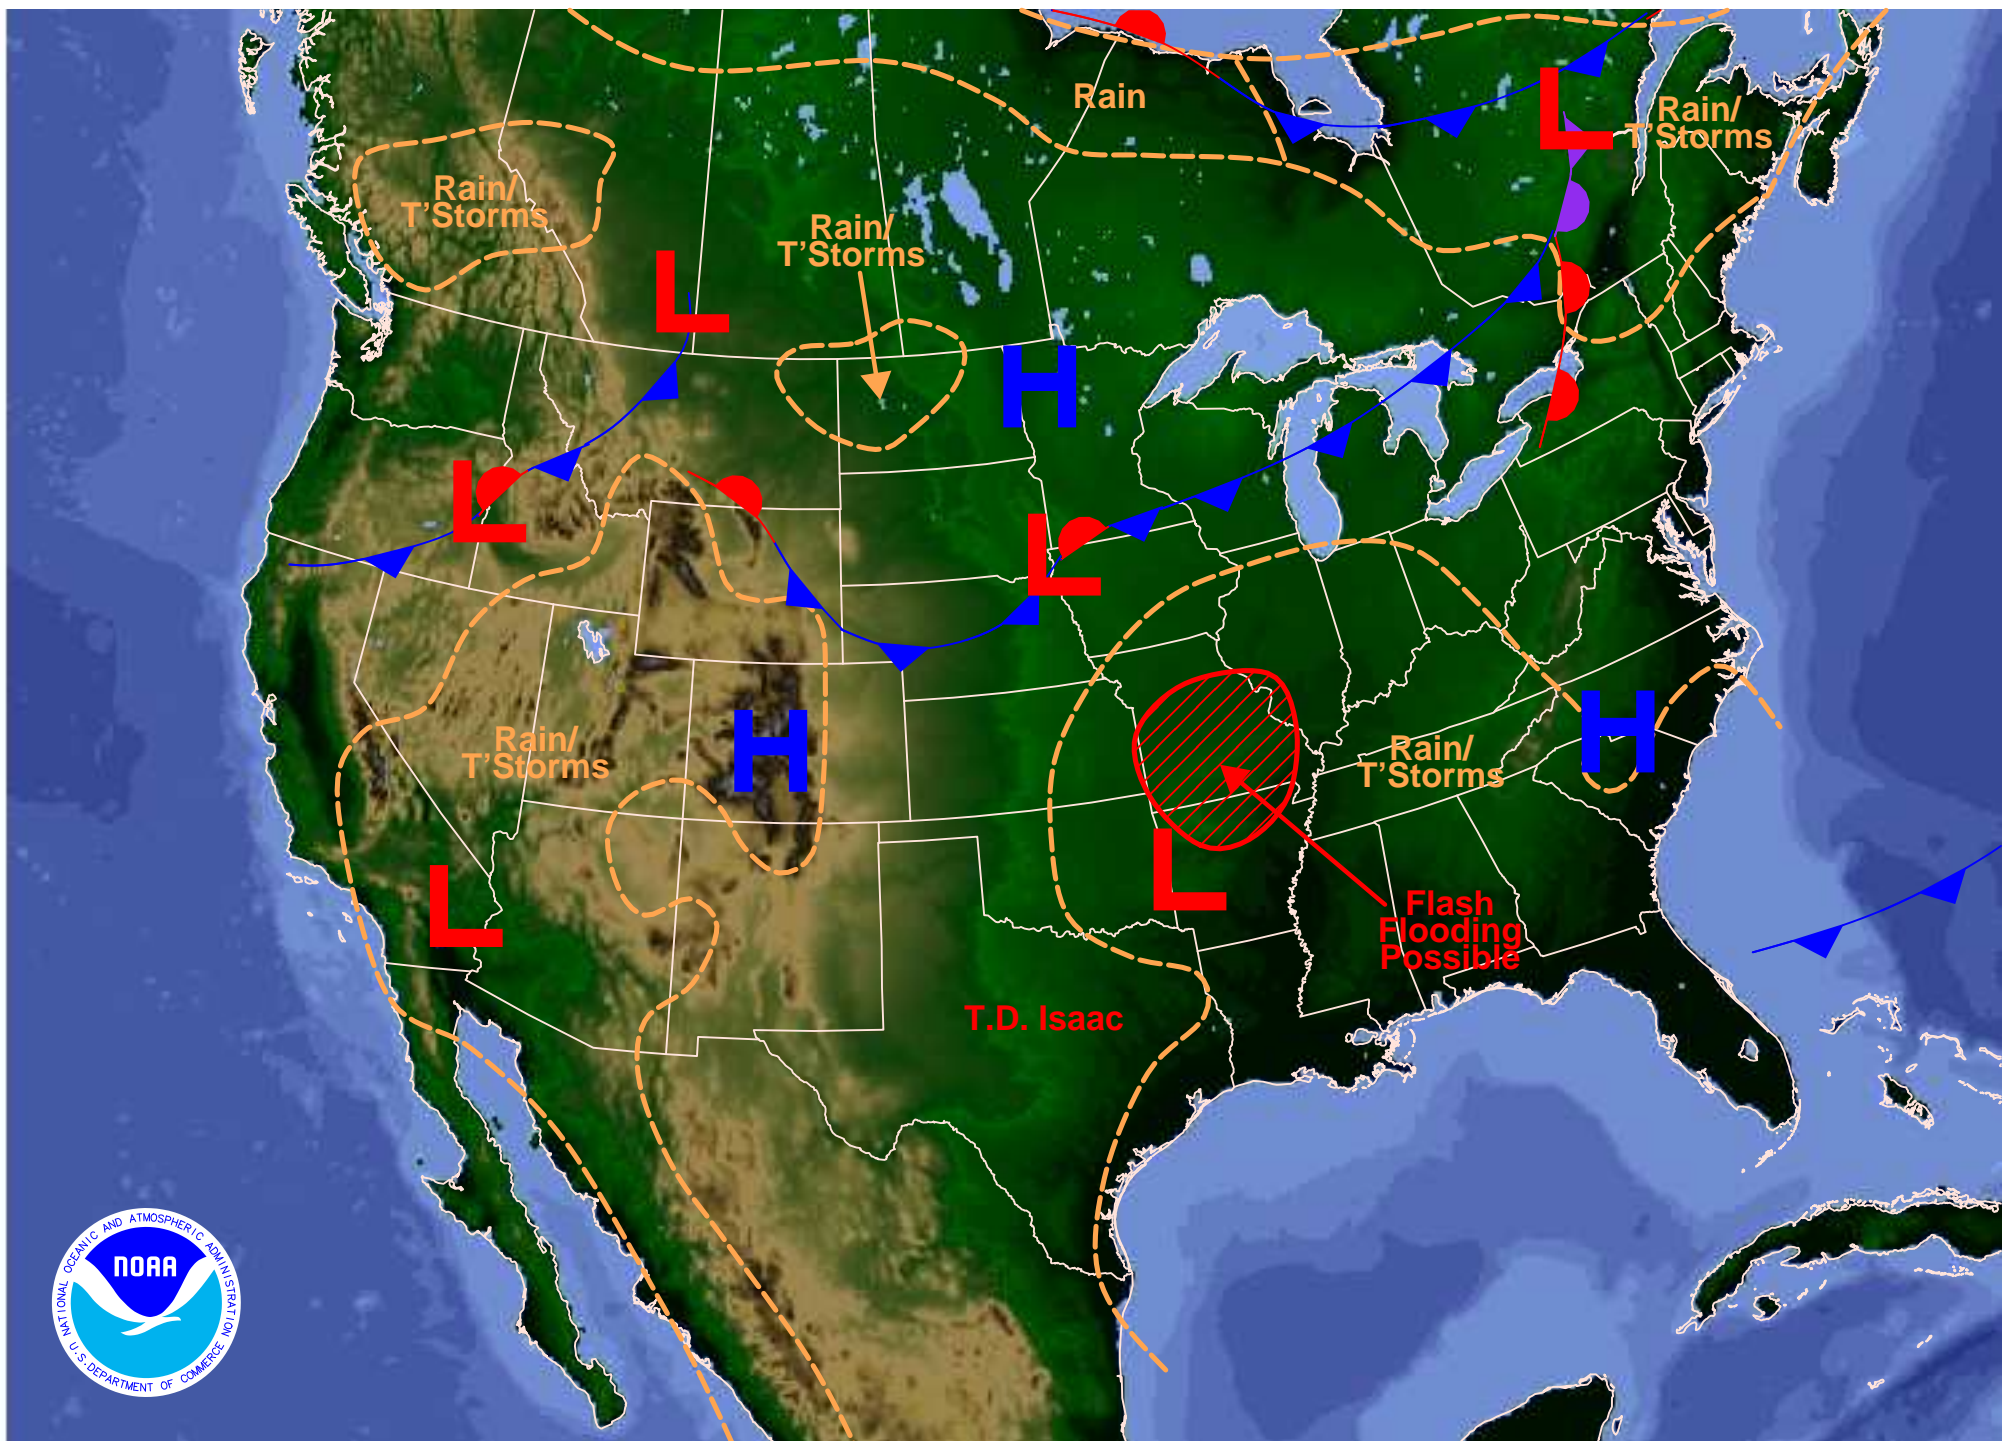 Rain
L
Rain/
T'Storms
Rain/
T'Storms
Rain/
T'Storms
L
H
L
L
Rain/
T'Storms
H
H
Rain/
T'Storms
L
L
Flash
Flooding
Possible
T.D. Isaac
NATIONAL OCEANIC AND ATMOSPHERIC ADMINISTRATION
NOAA
U.S. DEPARTMENT OF COMMERCE